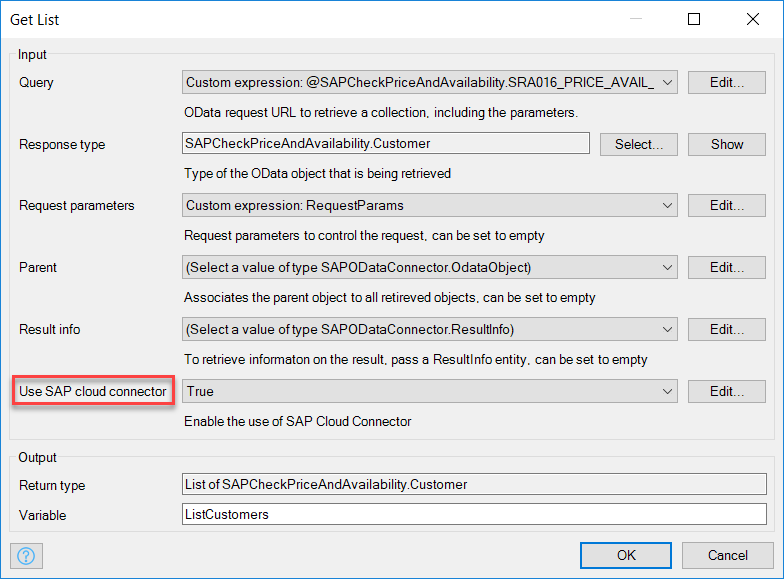 Get List
Input
Query
Custom expression: @SAPCheckPriceAndAvailability.SRA016_PRICE_AVAIL_
Edit...
OData request URL to retrieve a collection, including the parameters.
Response type
SAPCheckPriceAndAvailability.Customer
Select...
Show
Type of the OData object that is being retrieved
Request parameters
Custom expression: RequestParams
Edit...
Request parameters to control the request, can be set to empty
Parent
(Select a value of type SAPODataConnector.OdataObject)
Edit...
Associates the parent object to all retireved objects, can be set to empty
Result info
(Select a value of type SAPODataConnector.ResultInfo)
Edit...
To retrieve informaton on the result, pass a ResultInfo entity, can be set to empty
Use SAP cloud connector
True
Edit...
Enable the use of SAP Cloud Connector
Output
Return type
List of SAPCheckPriceAndAvailability.Customer
Variable
ListCustomers
?
OK
Cancel